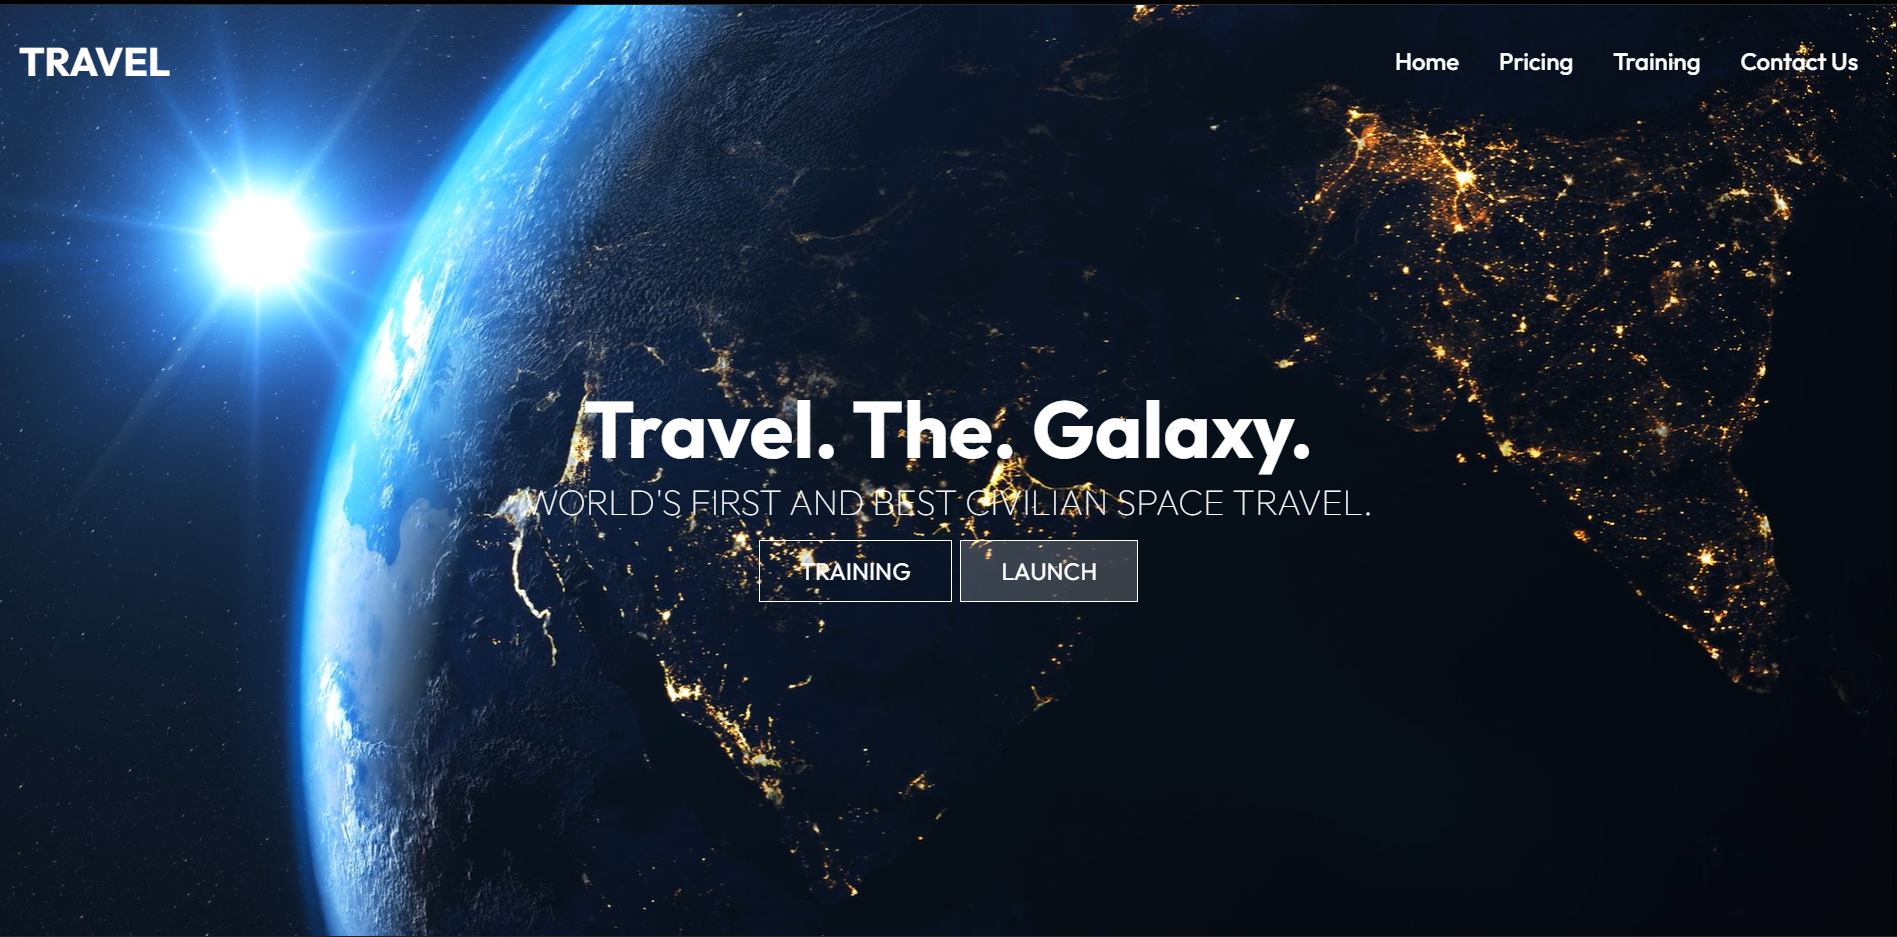 TRAVEL
Home Pricing Training Contact Us
Travel. The. Galaxy.
WORLD'S FIRST AND BEST CIVILIAN SPACE TRAVEL.
TRAINING LAUNCH